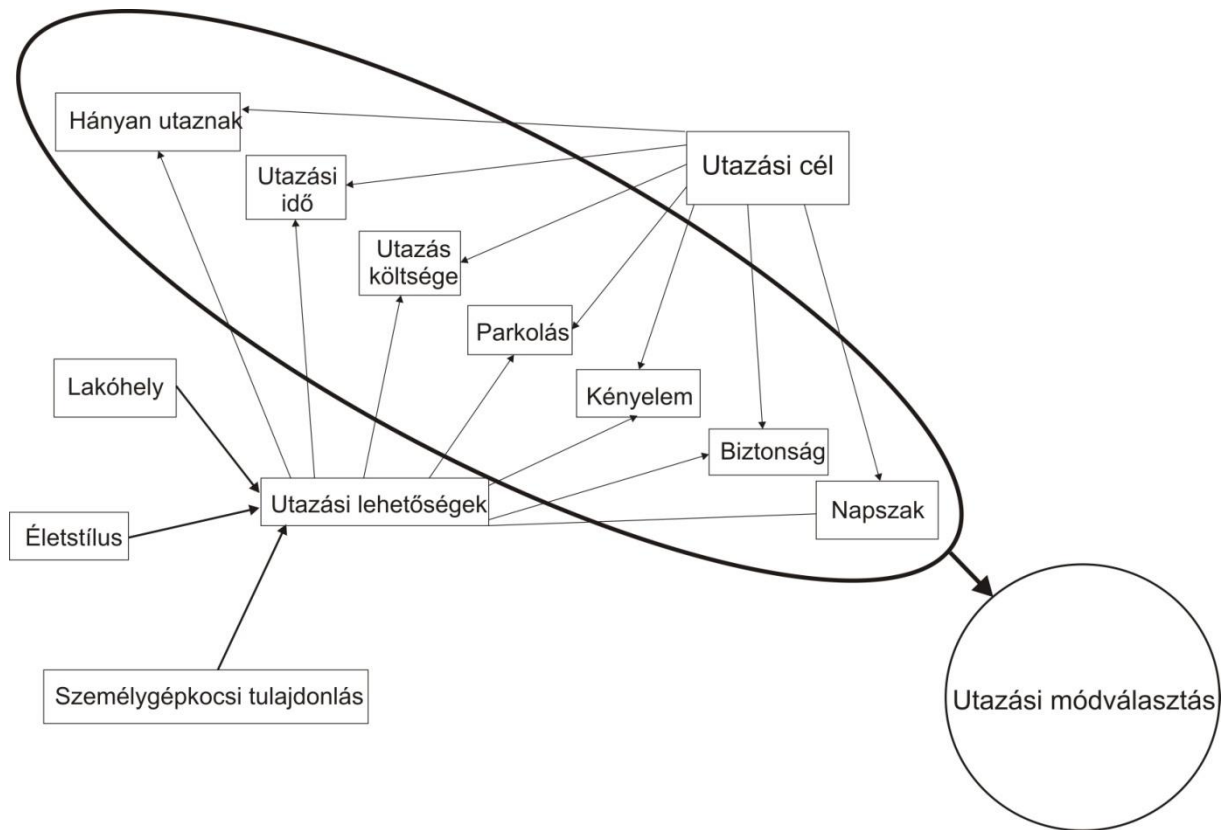 Hányan utaznak
Utazási cél
Utazási
idő
Utazás
költsége
Parkolás
Lakóhely
Kényelem
Biztonság
Utazási lehetőségek
Napszak
Életstílus
Személygépkocsi tulajdonlás
Utazási módválasztás